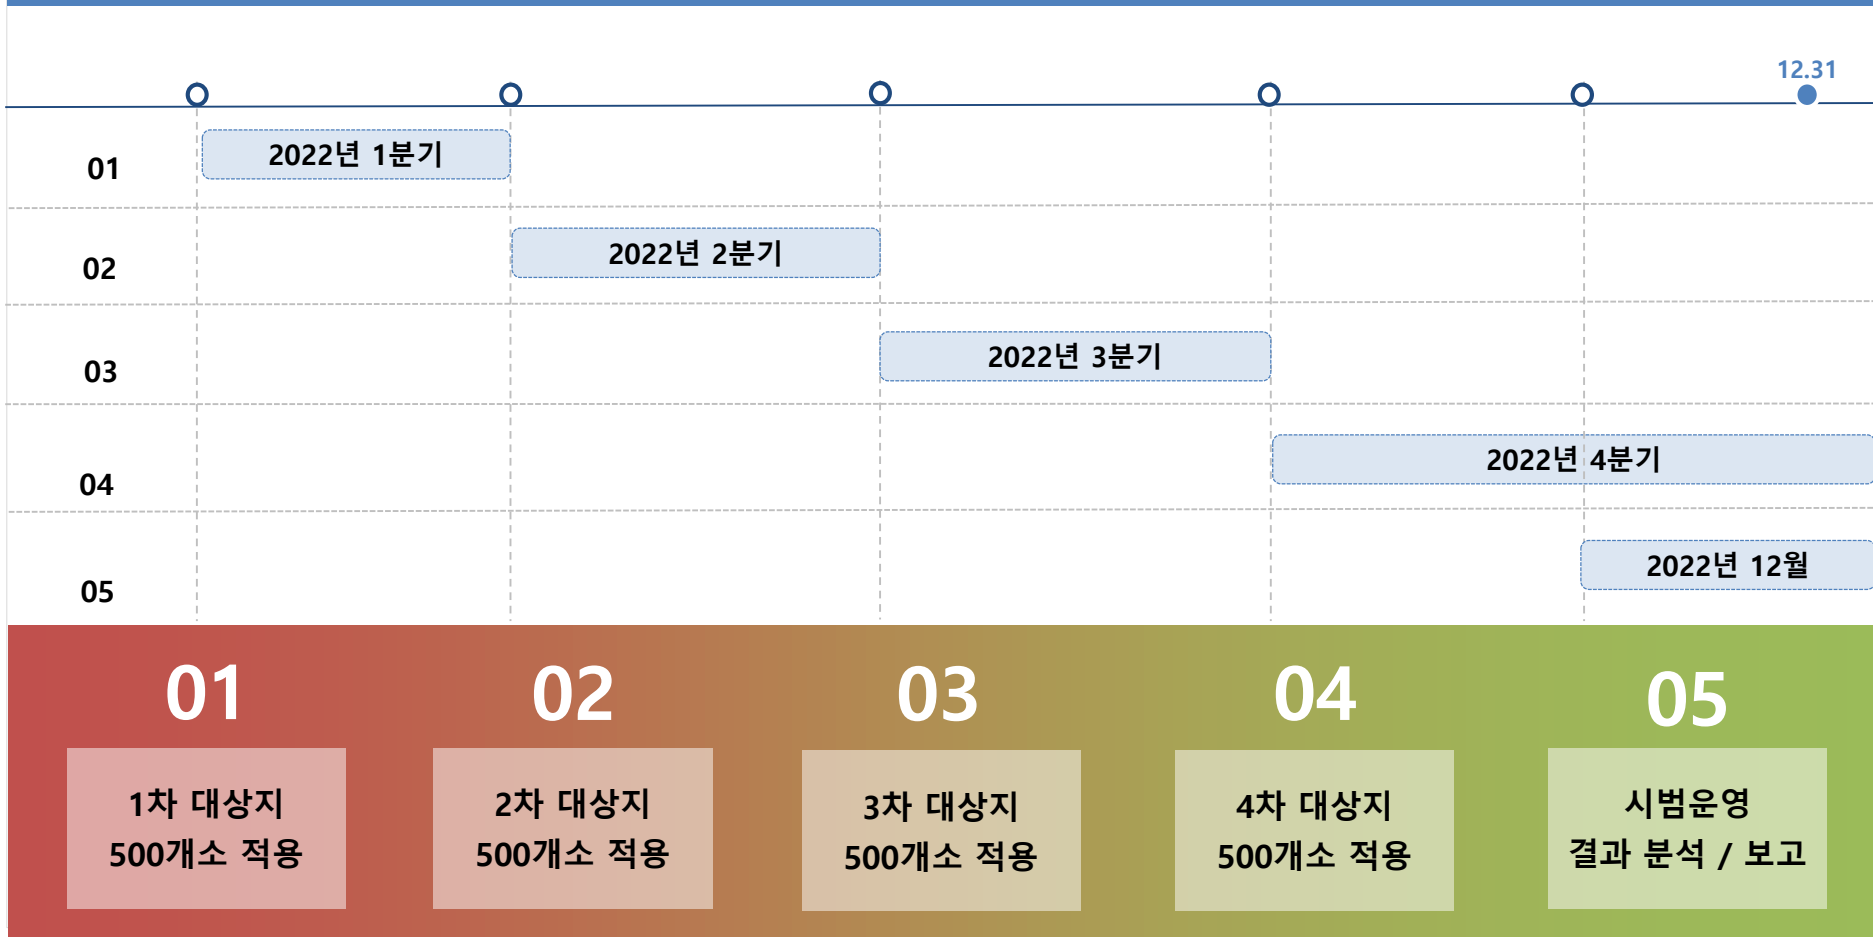 12.31
01
2022년 1분기
02
2022년 2분기
03
2022년 3분기
04
2022년 4분기
05
2022년 12월
01
02
03
04
05
1차 대상지
500개소 적용
2차 대상지
500개소 적용
3차 대상지
500개소 적용
4차 대상지
500개소 적용
시범운영
결과 분석 / 보고